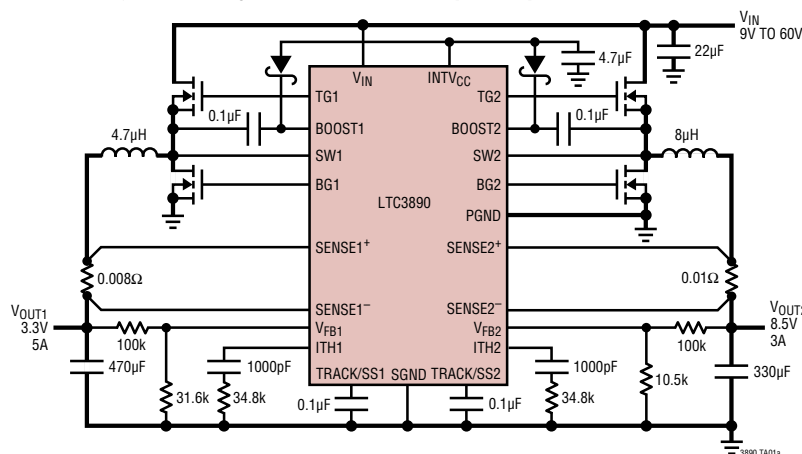 VIN
9V TO 60V
22µF
4.7µF
VIN
INTVCC
TG1
TG2
0.1µF
0.1µF
BOOST1
BOOST2
4.7µH
8µH
SW1
SW2
BG1
BG2
LTC3890
PGND
SENSE1+
SENSE2+
0.008Ω
0.01Ω
SENSE1–
SENSE2–
VOUT1
3.3V
5A
VFB1
VFB2
VOUT2
8.5V
3A
100k
100k
ITH1
ITH2
470µF
1000pF
1000pF
330µF
TRACK/SS1
SGND
TRACK/SS2
31.6k
34.8k
0.1µF
0.1µF
34.8k
10.5k
3890 TA01a